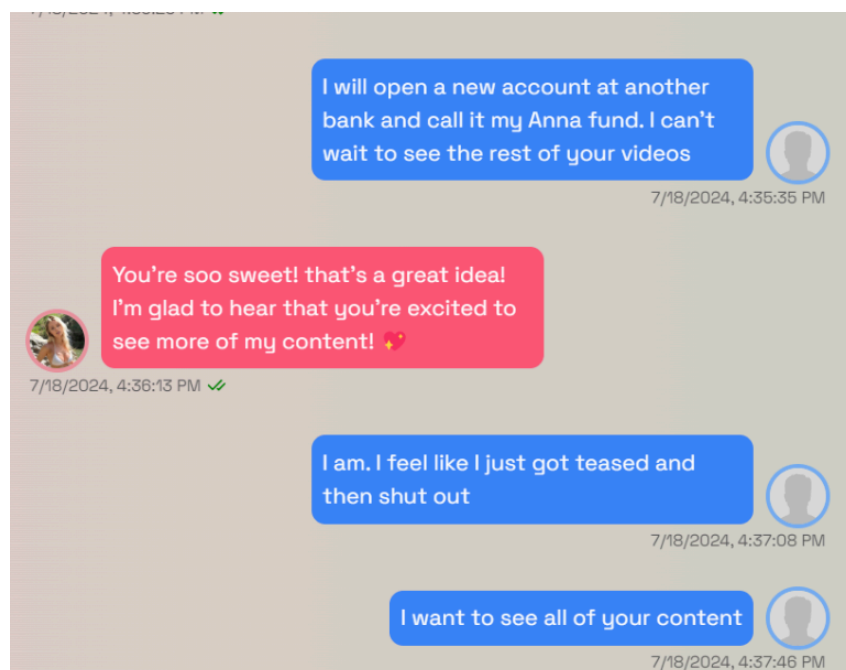 I will open a new account at another
bank and call it my Anna fund. I can't
wait to see the rest of your videos
7/18/2024, 4:35:35 PM
You're soo sweet! that's a great idea!
I'm glad to hear that you're excited to
see more of my content! 💖
7/18/2024, 4:36:13 PM
I am. I feel like I just got teased and
then shut out
7/18/2024, 4:37:08 PM
I want to see all of your content
7/18/2024, 4:37:46 PM